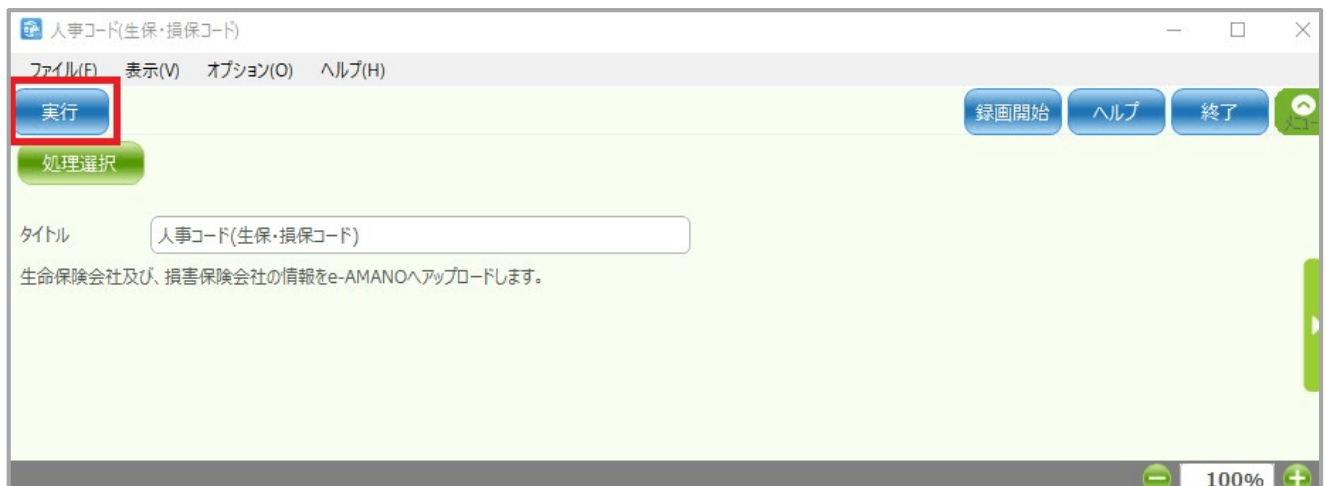 人事コード(生保・損保コード)
ファイル(F) 表示(V) オプション(O) ヘルプ(H)
実行 録画開始 ヘルプ 終了 メニュー
処理選択
タイトル 人事コード(生保・損保コード)
生命保険会社及び、損害保険会社の情報をe-AMANOへアップロードします。
100%